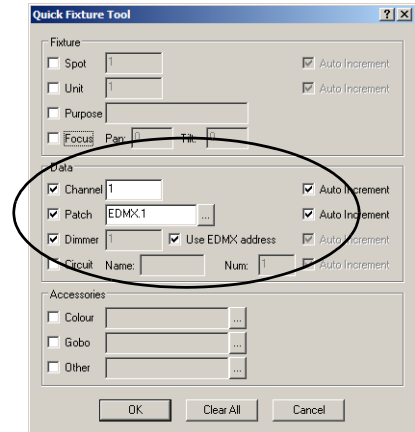 Quick Fixture Tool
Fixture
Spot 1 Auto Increment
Unit 1 Auto Increment
Purpose
Focus Pan: 0 Tilt: 0
Data
Channel 1 Auto Increment
Patch EDMX.1 ... Auto Increment
Dimmer 1 Use EDMX address Auto Increment
Circuit Name: Num: 1 Auto Increment
Accessories
Colour ...
Gobo ...
Other ...
OK Clear All Cancel